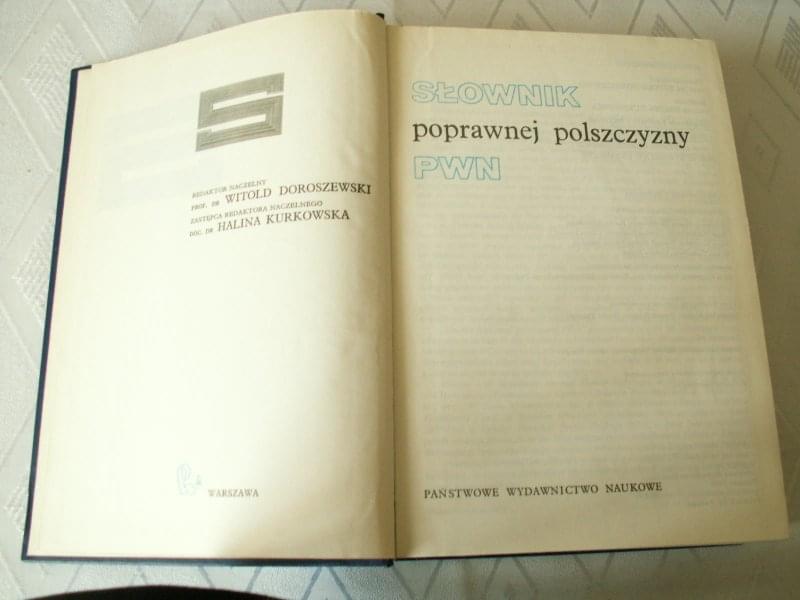 REDAKTOR NACZELNY
PROF. DR WITOLD DOROSZEWSKI
ZASTĘPCA REDAKTORA NACZELNEGO
DOC. DR HALINA KURKOWSKA
WARSZAWA
SŁOWNIK
poprawnej polszczyzny
PWN
PAŃSTWOWE WYDAWNICTWO NAUKOWE